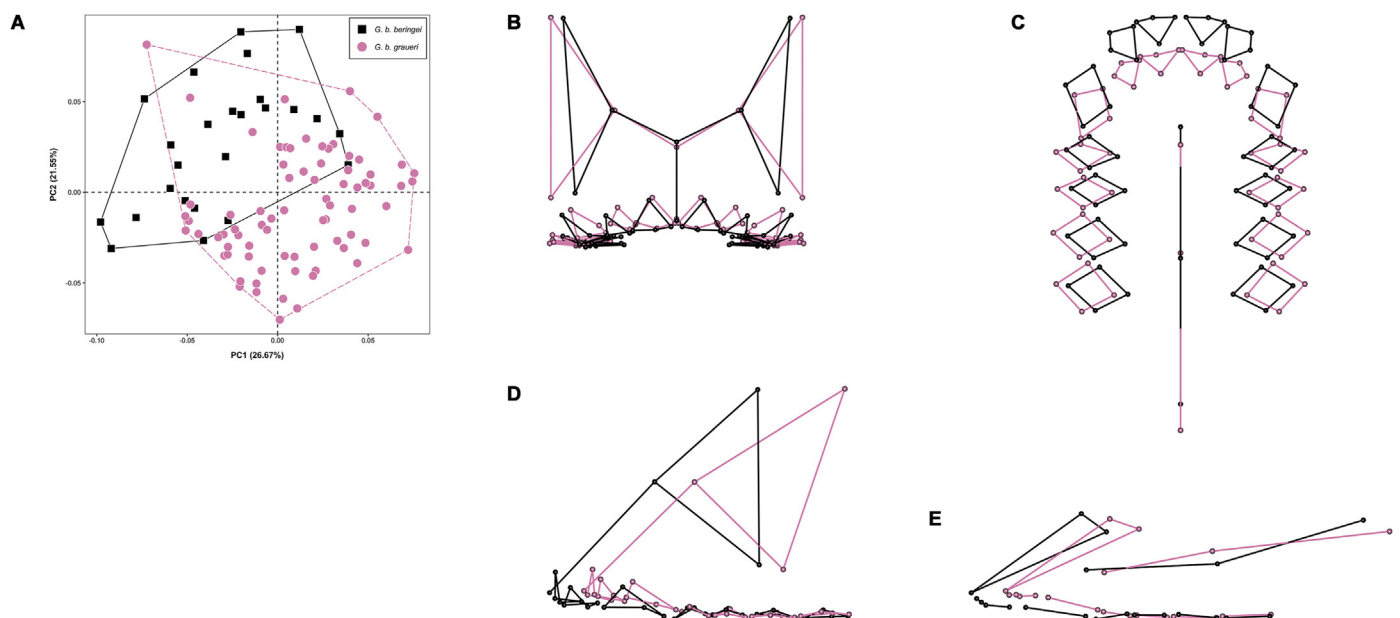 A
G. b. beringei
G. b. graueri
0.05
0.00
-0.05
-0.10
-0.05
0.00
0.05
PC2 (21.55%)
PC1 (26.67%)
B
C
D
E